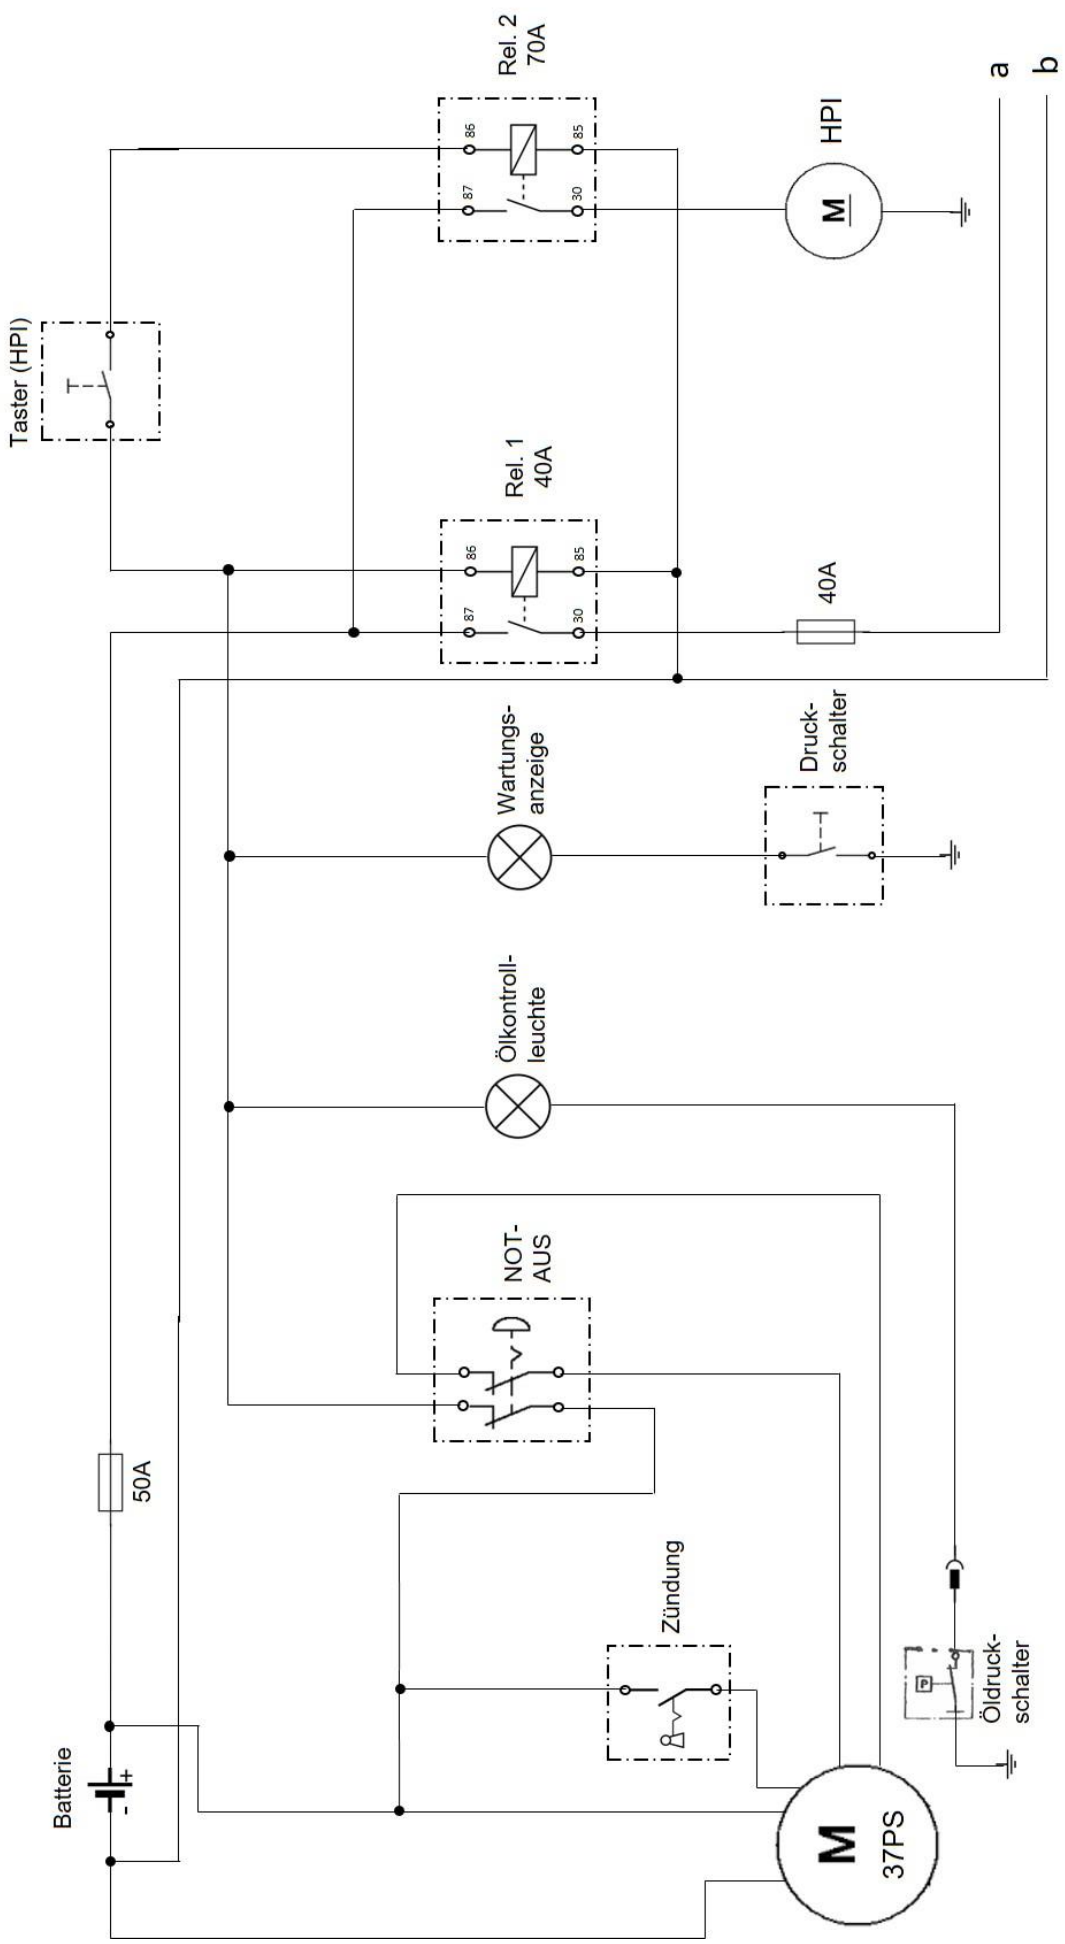 Batterie
-
+
50A
M
37PS
Zündung
Öldruck-
schalter
P
NOT-
AUS
Ölkontroll-
leuchte
Wartungs-
anzeige
Druck-
schalter
Rel. 1
40A
87
86
30
85
40A
Taster (HPI)
Rel. 2
70A
87
86
30
85
M
HPI
a
b